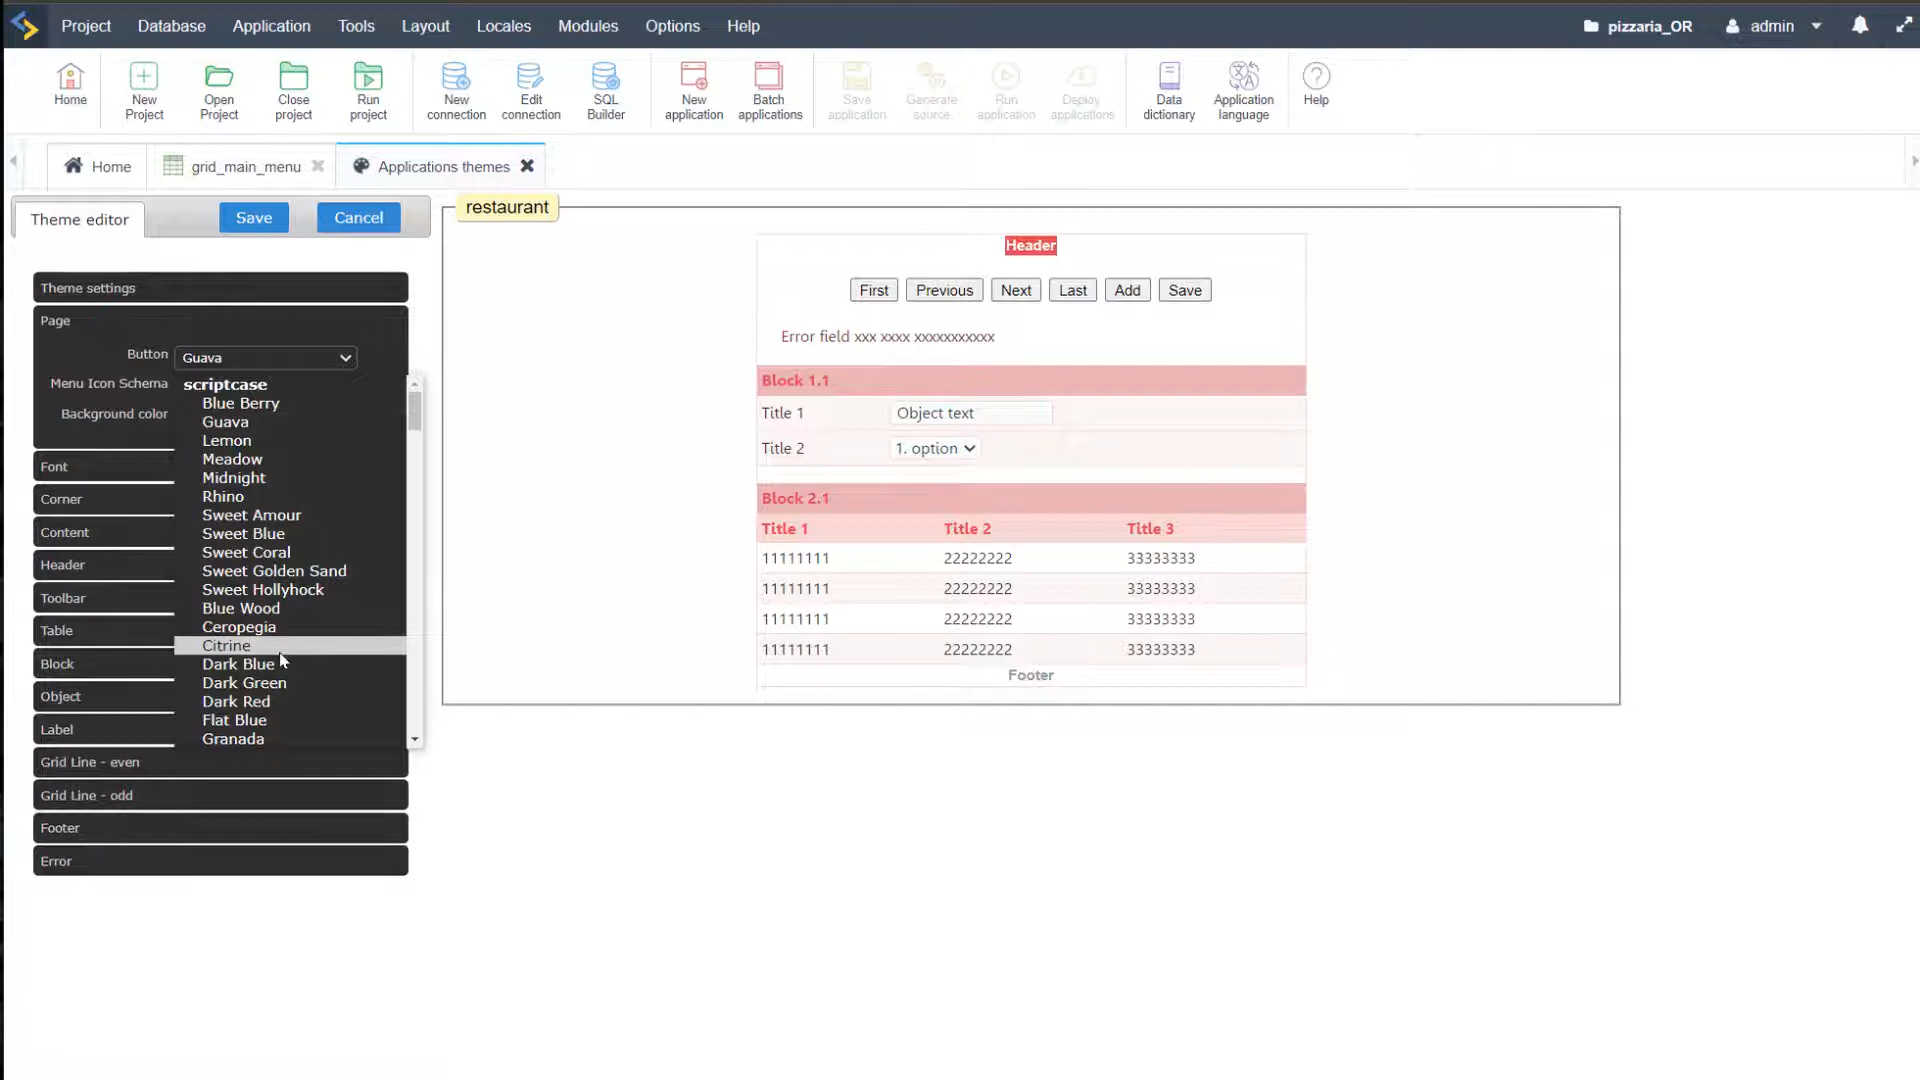 Project Database Application Tools Layout Locales Modules Options Help pizzaria_OR admin
Home
New Project
Open Project
Close project
Run project
New connection
Edit connection
SQL Builder
New application
Batch applications
Save application
Generate source
Run application
Deploy applications
Data dictionary
Application language
Help
Home grid_main_menu Applications themes
Theme editor Save Cancel
Theme settings
Page
Button Guava
Menu Icon Schema
Background color
scriptcase
Blue Berry
Guava
Lemon
Meadow
Midnight
Rhino
Sweet Amour
Sweet Blue
Sweet Coral
Sweet Golden Sand
Sweet Hollyhock
Blue Wood
Ceropegia
Citrine
Dark Blue
Dark Green
Dark Red
Flat Blue
Granada
Font
Corner
Content
Header
Toolbar
Table
Block
Object
Label
Grid Line - even
Grid Line - odd
Footer
Error
restaurant
Header
First Previous Next Last Add Save
Error field xxx xxxx xxxxxxxxxxx
Block 1.1
Title 1 Object text
Title 2 1. option
Block 2.1
Title 1 Title 2 Title 3
11111111 22222222 33333333
11111111 22222222 33333333
11111111 22222222 33333333
11111111 22222222 33333333
Footer